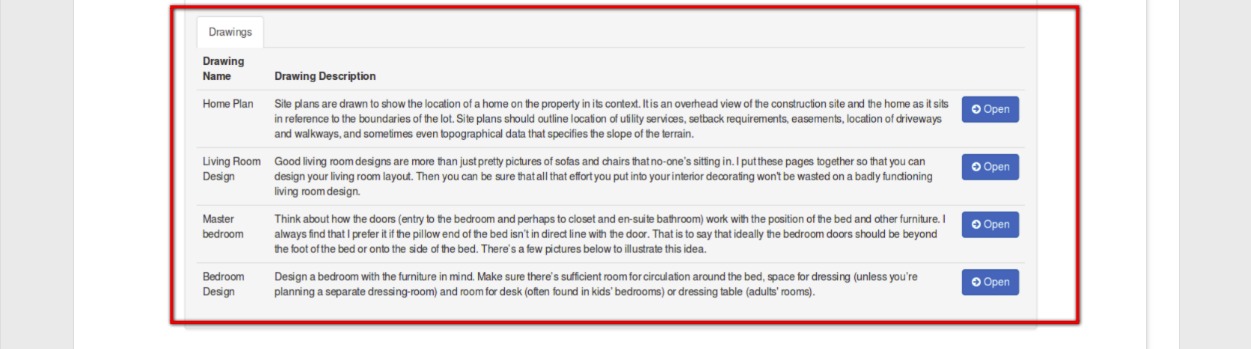 Drawings
Drawing
Name
Drawing Description
Home Plan
Site plans are drawn to show the location of a home on the property in its context. It is an overhead view of the construction site and the home as it sits
in reference to the boundaries of the lot. Site plans should outline location of utility services, setback requirements, easements, location of driveways
and walkways, and sometimes even topographical data that specifies the slope of the terrain.
Open
Living Room
Design
Good living room designs are more than just pretty pictures of sofas and chairs that no-one's sitting in. I put these pages together so that you can
design your living room layout. Then you can be sure that all that effort you put into your interior decorating won't be wasted on a badly functioning
living room design.
Open
Master
bedroom
Think about how the doors (entry to the bedroom and perhaps to closet and en-suite bathroom) work with the position of the bed and other furniture. I
always find that I prefer it if the pillow end of the bed isn't in direct line with the door. That is to say that ideally the bedroom doors should be beyond
the foot of the bed or onto the side of the bed. There's a few pictures below to illustrate this idea.
Open
Bedroom
Design
Design a bedroom with the furniture in mind. Make sure there's sufficient room for circulation around the bed, space for dressing (unless you're
planning a separate dressing-room) and room for desk (often found in kids' bedrooms) or dressing table (adults' rooms).
Open